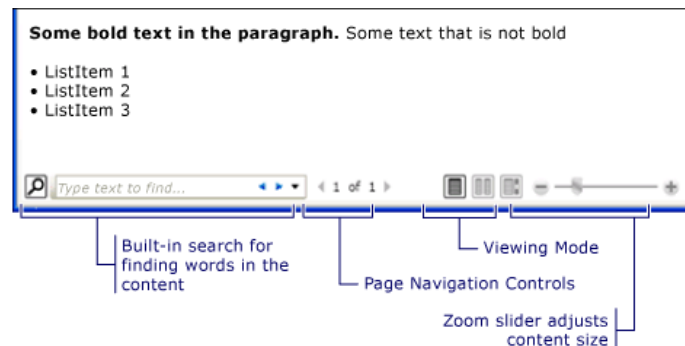 Some bold text in the paragraph. Some text that is not bold
• ListItem 1
• ListItem 2
• ListItem 3
Type text to find...
1 of 1
Built-in search for
finding words in the
content
Viewing Mode
Page Navigation Controls
Zoom slider adjusts
content size